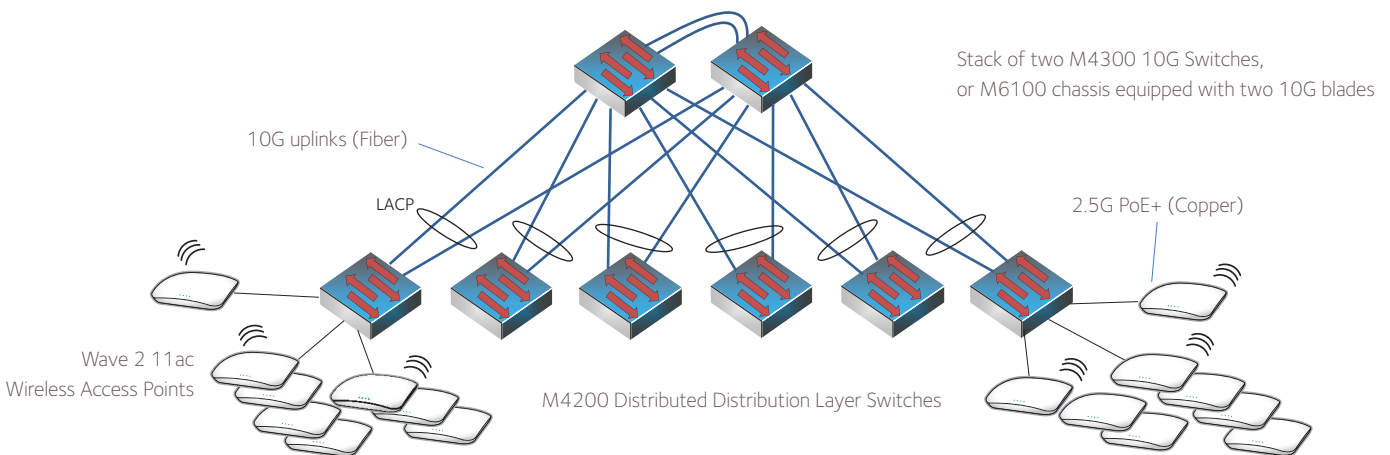 Stack of two M4300 10G Switches,
or M6100 chassis equipped with two 10G blades
10G uplinks (Fiber)
LACP
2.5G PoE+ (Copper)
Wave 2 11ac
Wireless Access Points
M4200 Distributed Distribution Layer Switches